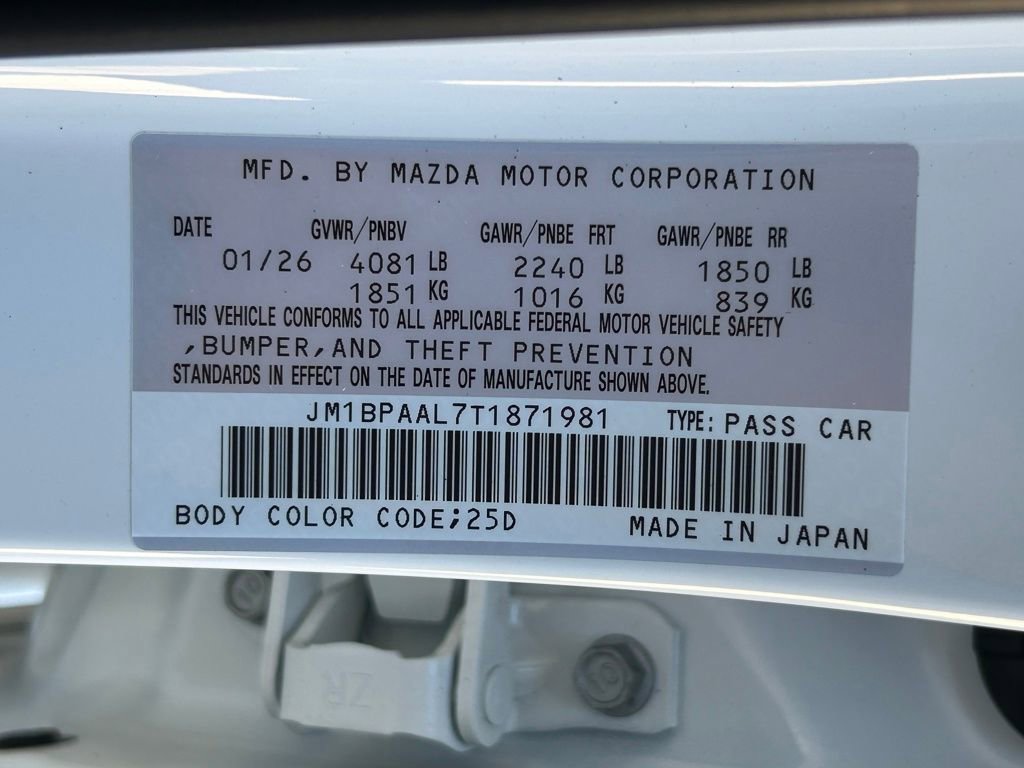 MFD. BY MAZDA MOTOR CORPORATION
DATE GVWR/PNBV GAWR/PNBE FRT GAWR/PNBE RR
01/26 4081 LB 2240 LB 1850 LB
1851 KG 1016 KG 839 KG
THIS VEHICLE CONFORMS TO ALL APPLICABLE FEDERAL MOTOR VEHICLE SAFETY
,BUMPER,AND THEFT PREVENTION
STANDARDS IN EFFECT ON THE DATE OF MANUFACTURE SHOWN ABOVE.
JM1BPAAL7T1871981 TYPE: PASS CAR
BODY COLOR CODE;25D MADE IN JAPAN
ZR